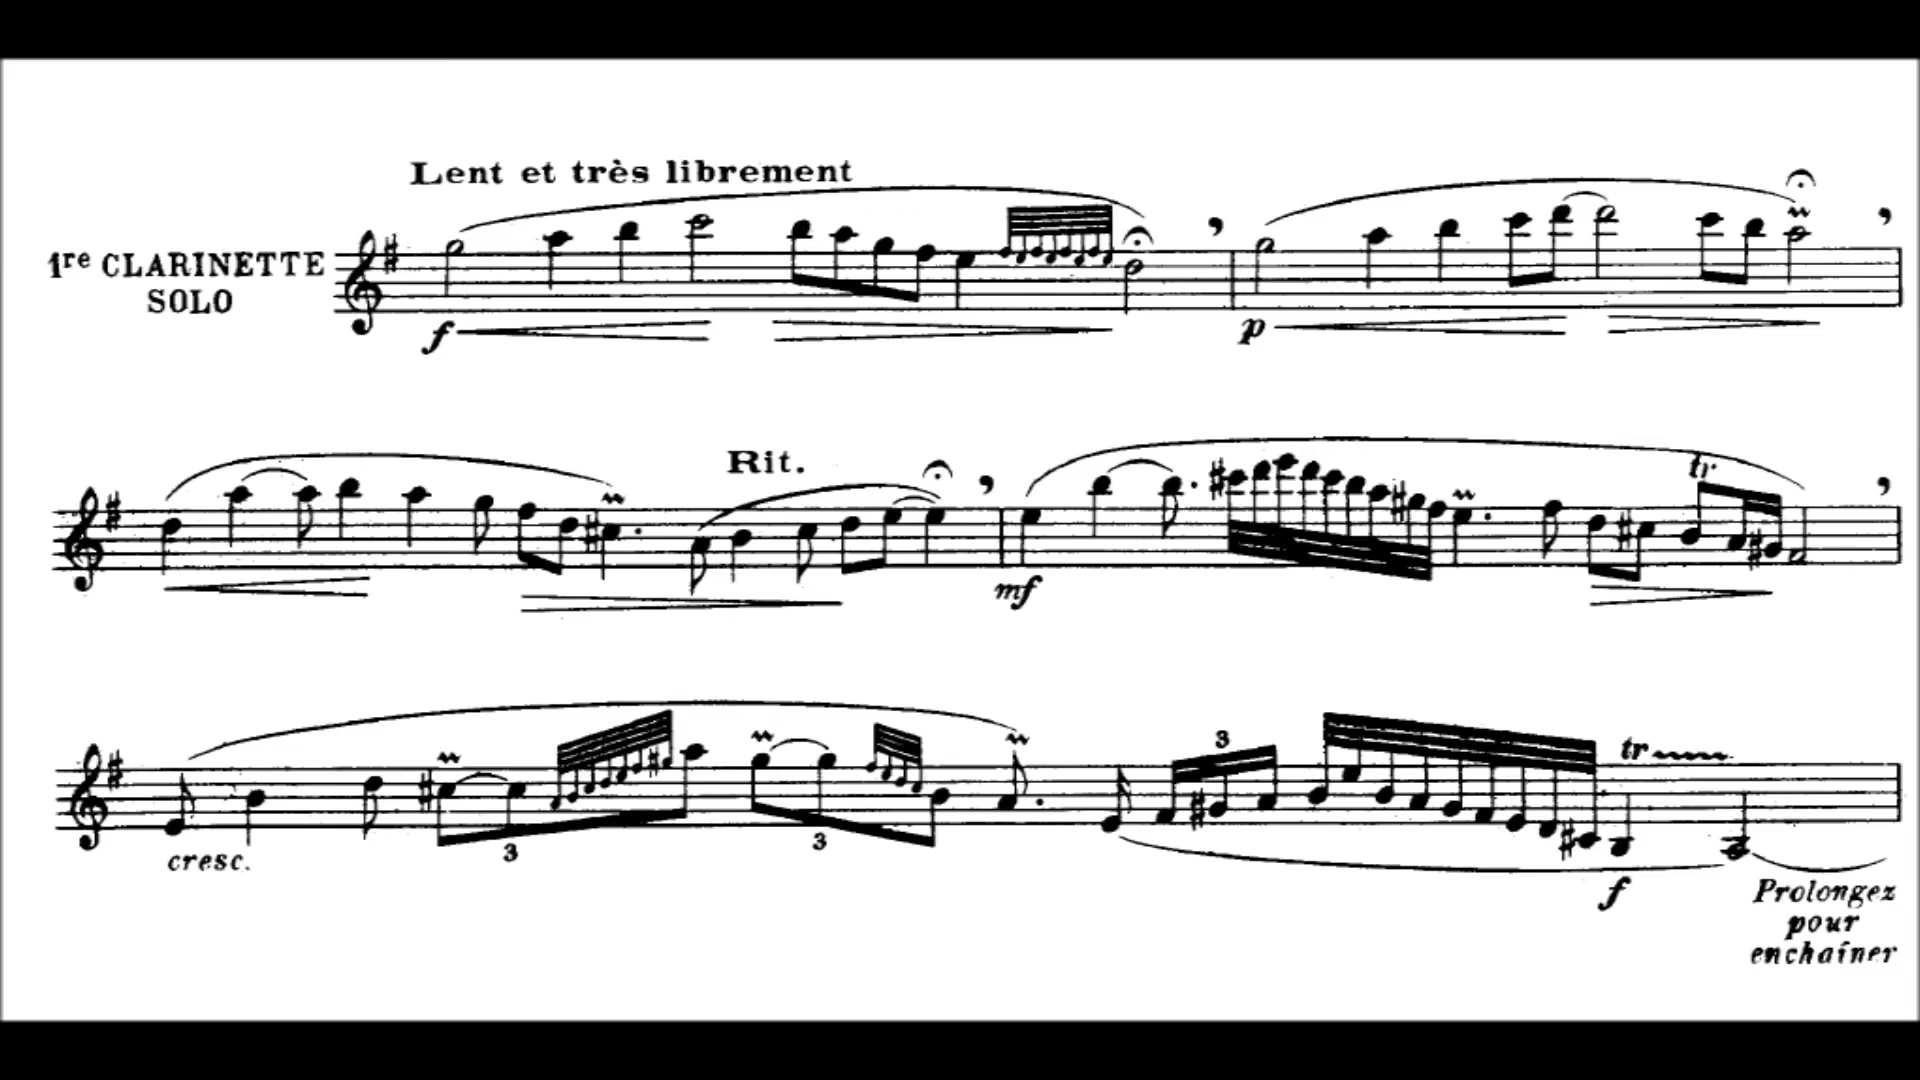 Lent et très librement
1re CLARINETTE
SOLO
f
p
Rit.
mf
tr
cresc.
3
3
3
tr
f
Prolongez
pour
enchaîner